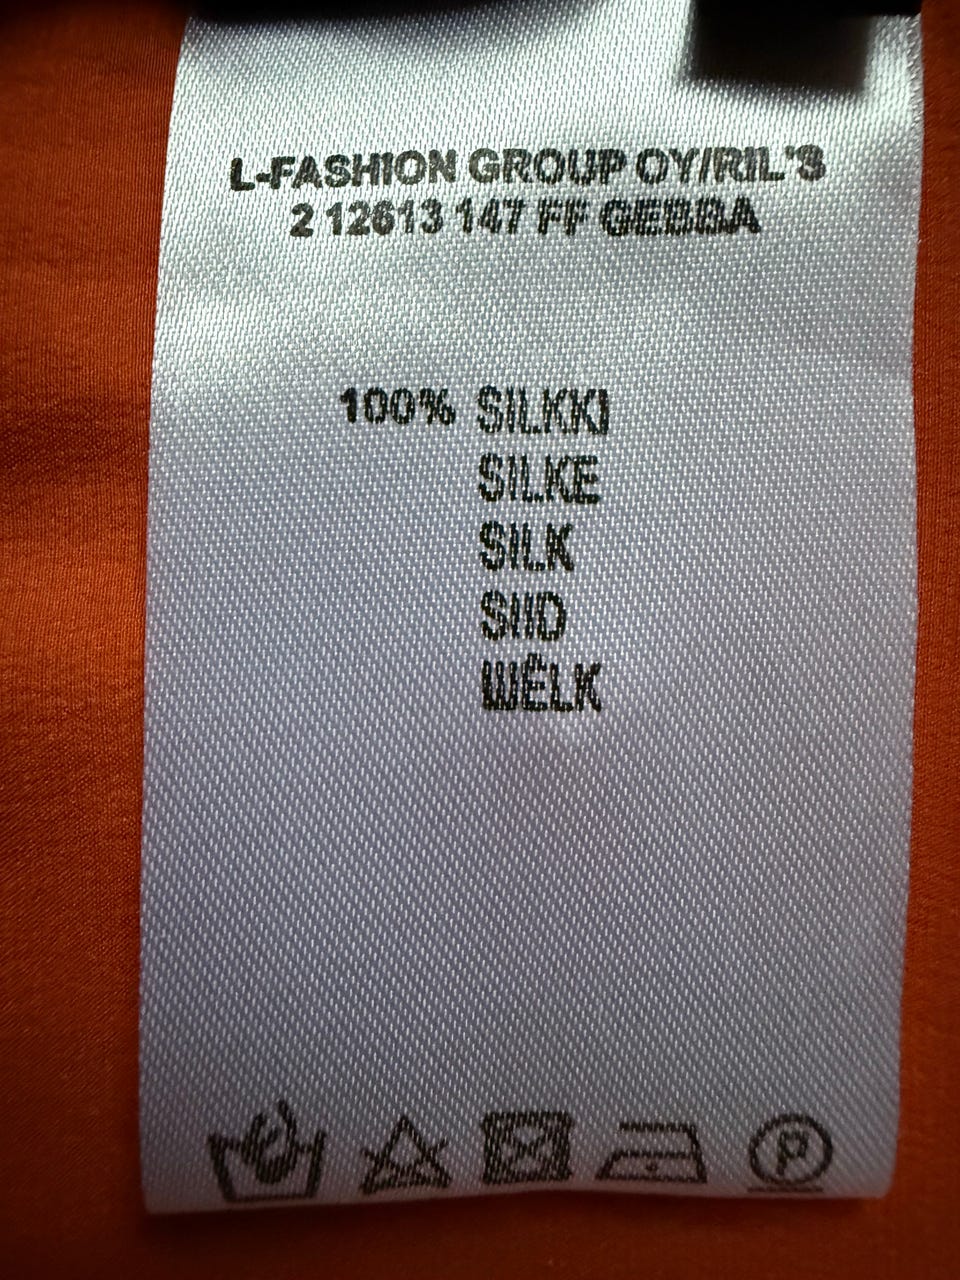 L-FASHION GROUP OY/RIL'S
2 12613 147 FF GEBBA
100% SILKKI
SILKE
SILK
SIID
ШЁLK
P